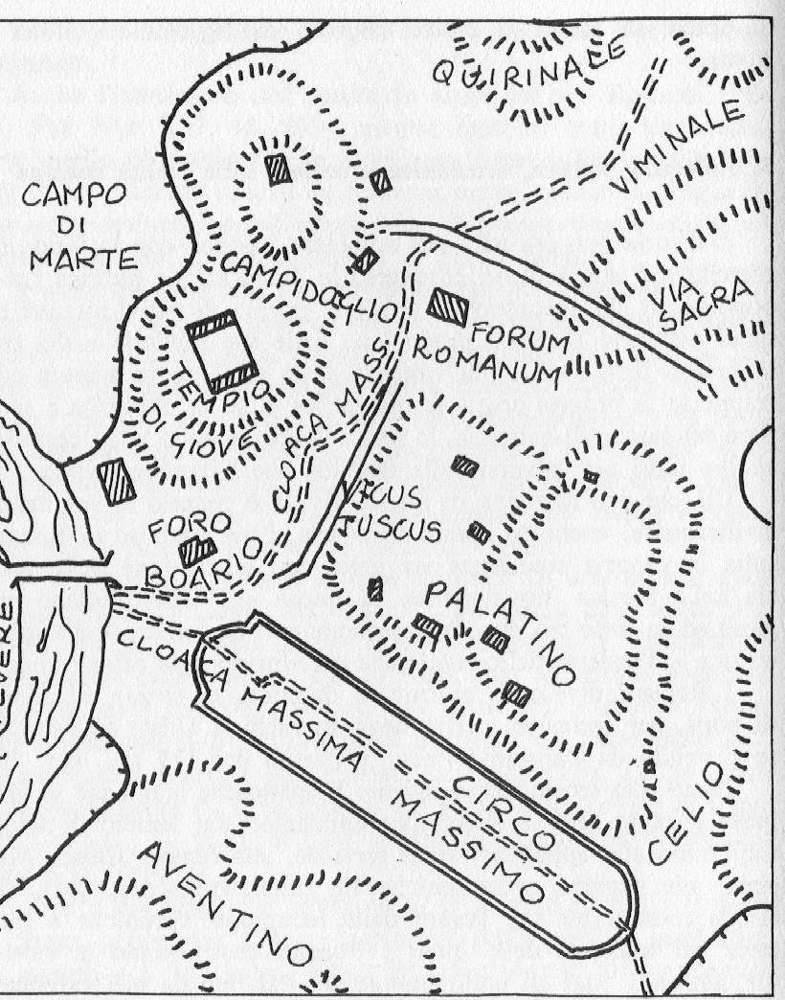 QUIRINALE
VIMINALE
CAMPO
DI
MARTE
CAMPIDOGLIO
VIA
SACRA
FORUM
ROMANUM
TEMPIO
DI GIOVE
CLOACA MASS.
VICUS
TUSCUS
FORO
BOARIO
PALATINO
CLOACA MASSIMA
CIRCO
MASSIMO
CELIO
AVENTINO